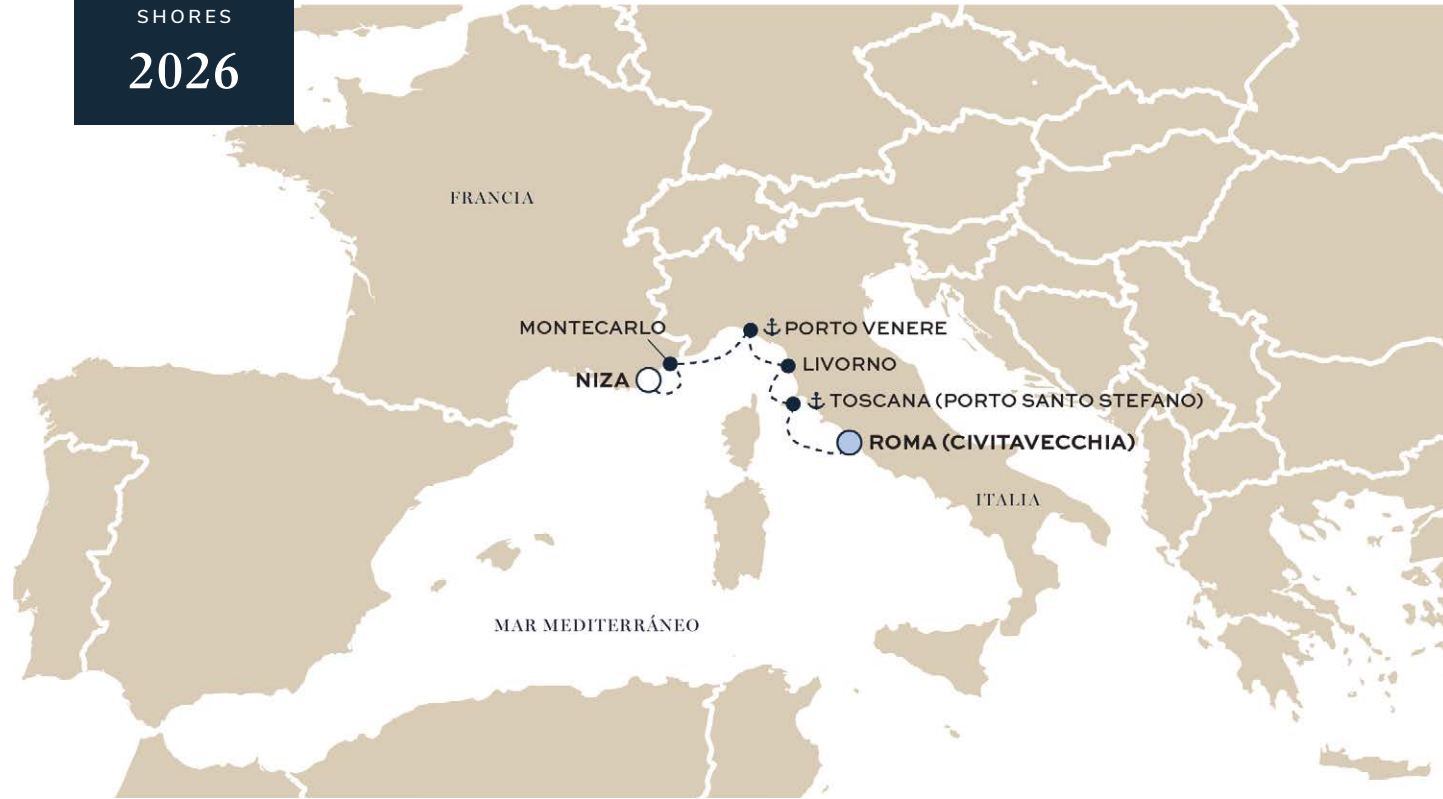 SHORES
2026
FRANCIA
MONTECARLO
PORTO VENERE
LIVORNO
NIZA
TOSCANA (PORTO SANTO STEFANO)
ROMA (CIVITAVECCHIA)
ITALIA
MAR MEDITERRÁNEO